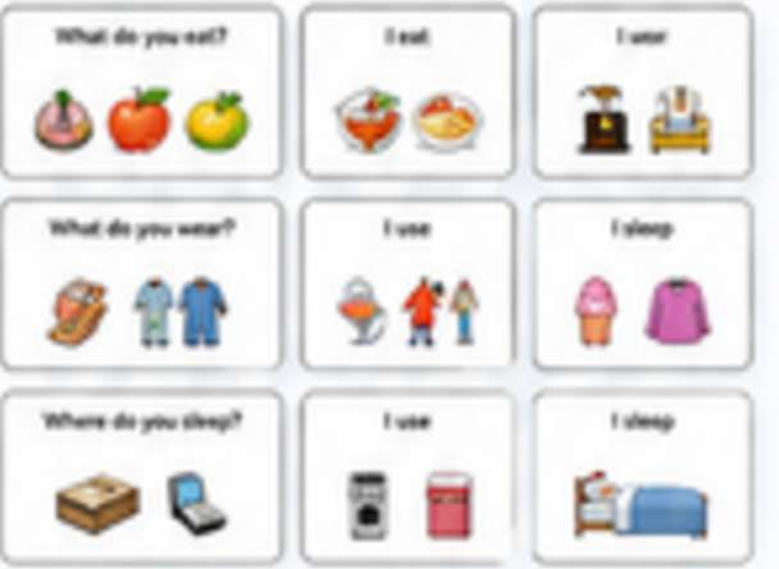 What do you eat?
I eat
What do you wear?
I use
I sleep
Where do you sleep?
I use
I sleep